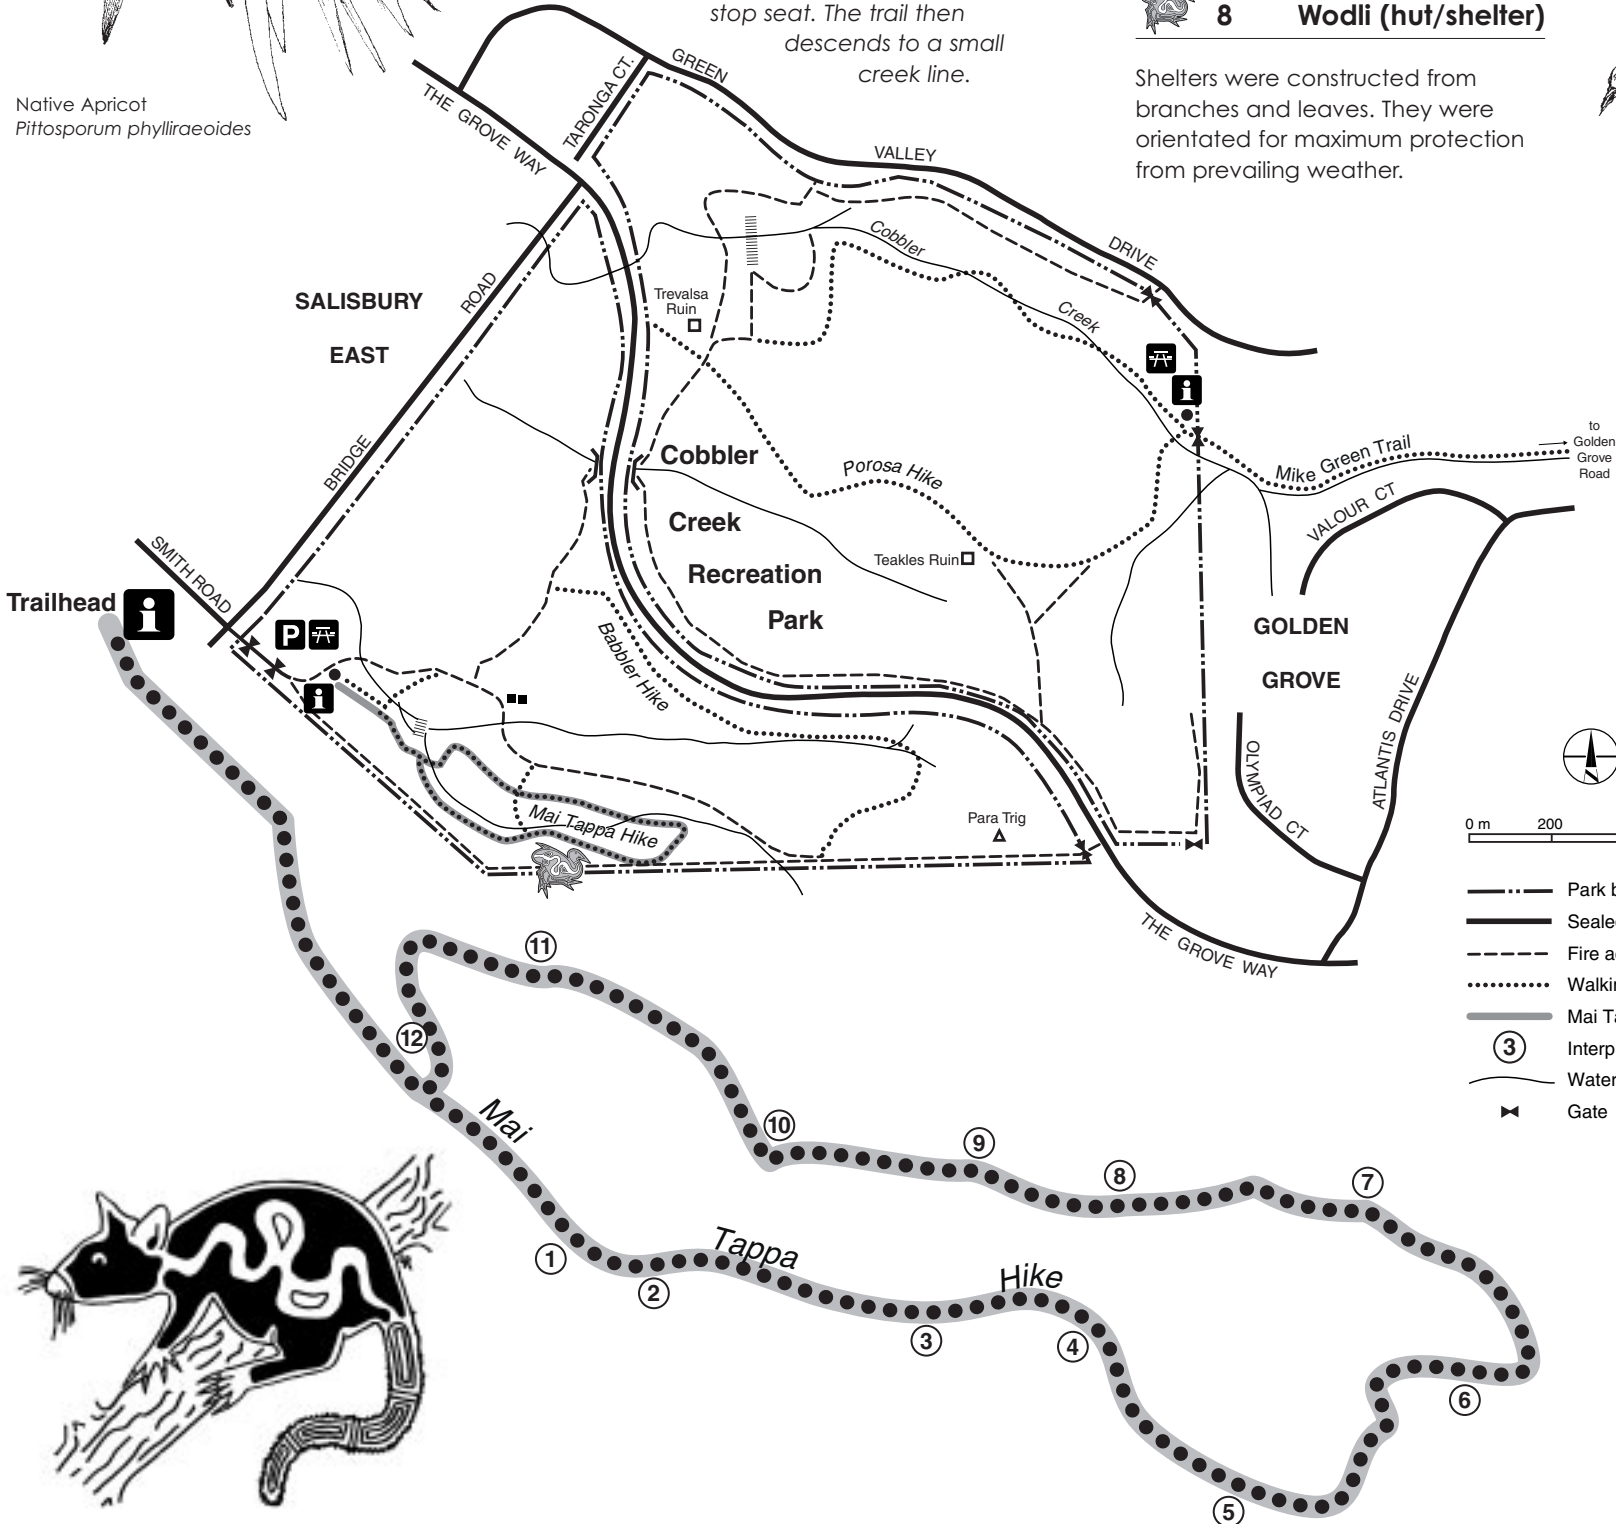 stop seat. The trail then
descends to a small
creek line.
8 Wodli (hut/shelter)
Shelters were constructed from
branches and leaves. They were
orientated for maximum protection
from prevailing weather.
Native Apricot
Pittosporum phylliraeoides
THE GROVE WAY
TARONGA CT.
GREEN
VALLEY
DRIVE
SALISBURY
EAST
BRIDGE
ROAD
Trevalsa
Ruin
Cobbler
Creek
Cobbler
Creek
Recreation
Park
Porosa Hike
Teakles Ruin
Mike Green Trail
to
Golden
Grove
Road
VALOUR CT
GOLDEN
GROVE
SMITH ROAD
Trailhead
i
P
i
i
Babbler Hike
Mai Tappa Hike
Para Trig
OLYMPIAD CT
ATLANTIS DRIVE
THE GROVE WAY
0 m 200
Park b
Seale
Fire a
Walki
Mai Ta
3 Interp
Water
Gate
11
12
Mai
10
9
8
7
1
Tappa
2
Hike
3
4
6
5